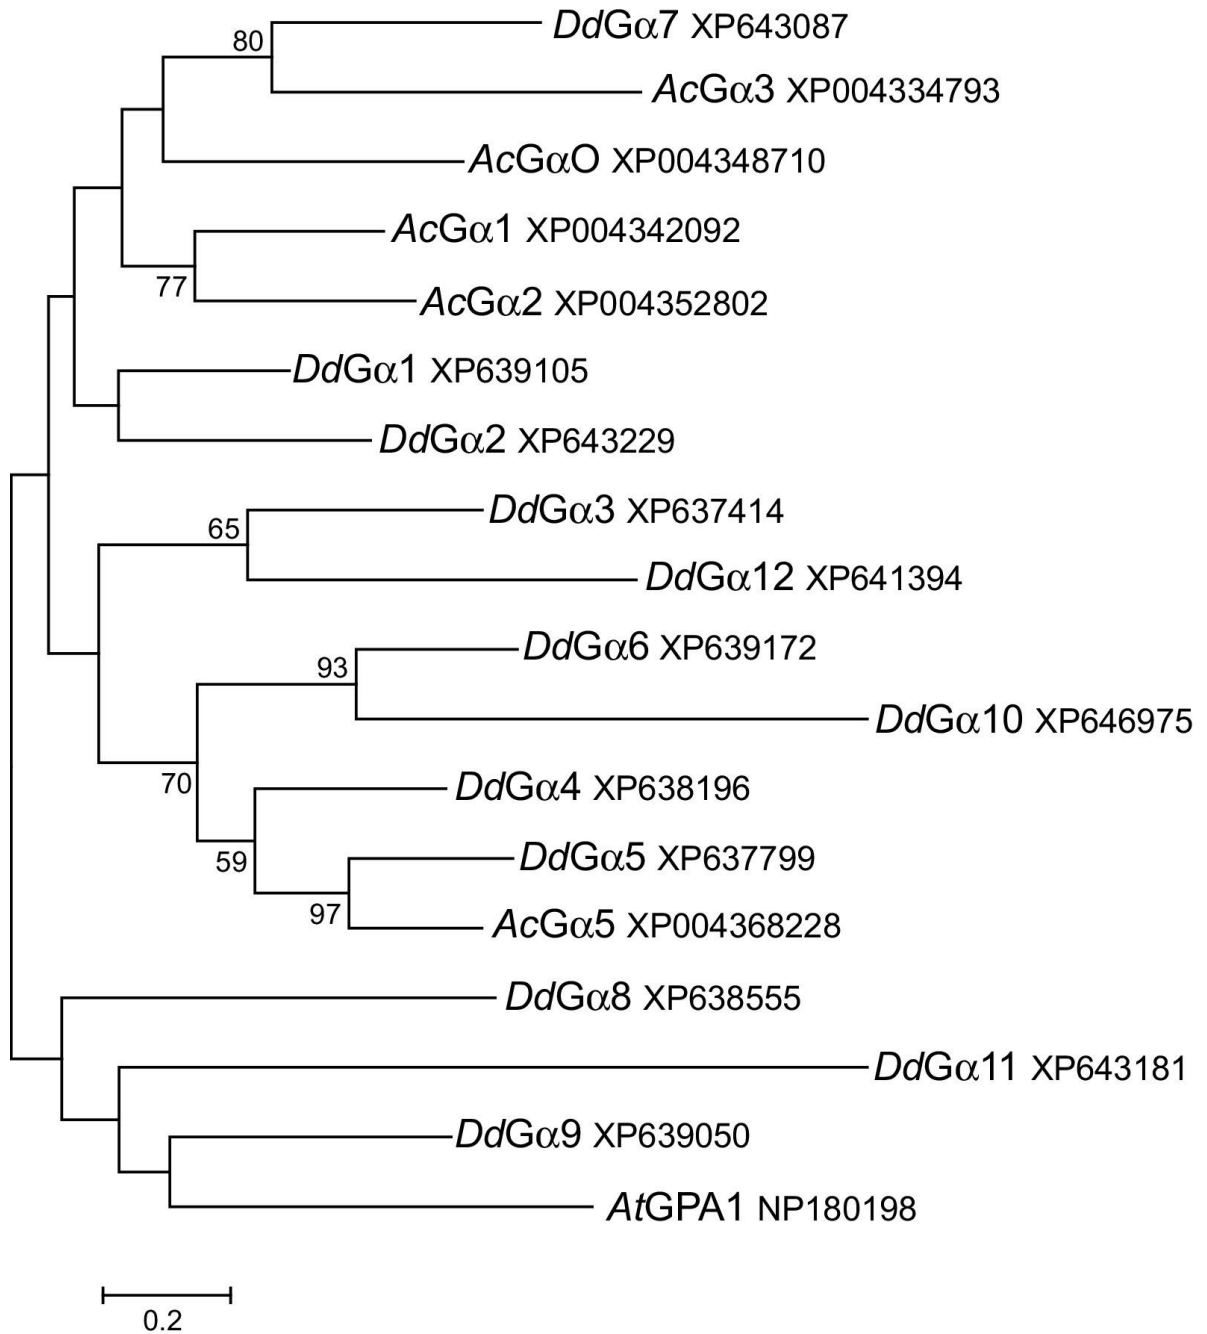 DdGα7 XP643087
80
AcGα3 XP004334793
AcGαO XP004348710
AcGα1 XP004342092
77
AcGα2 XP004352802
DdGα1 XP639105
DdGα2 XP643229
DdGα3 XP637414
65
DdGα12 XP641394
DdGα6 XP639172
93
DdGα10 XP646975
70
DdGα4 XP638196
59
DdGα5 XP637799
97
AcGα5 XP004368228
DdGα8 XP638555
DdGα11 XP643181
DdGα9 XP639050
AtGPA1 NP180198
0.2